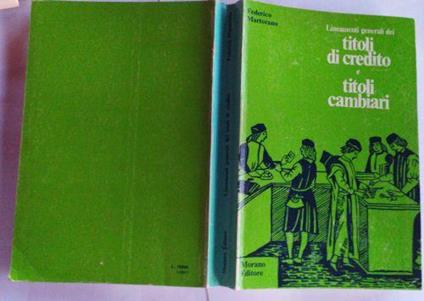 Federico
Martorano
Lineamenti generali dei
titoli
di credito
e
titoli
cambiari
Morano
Editore